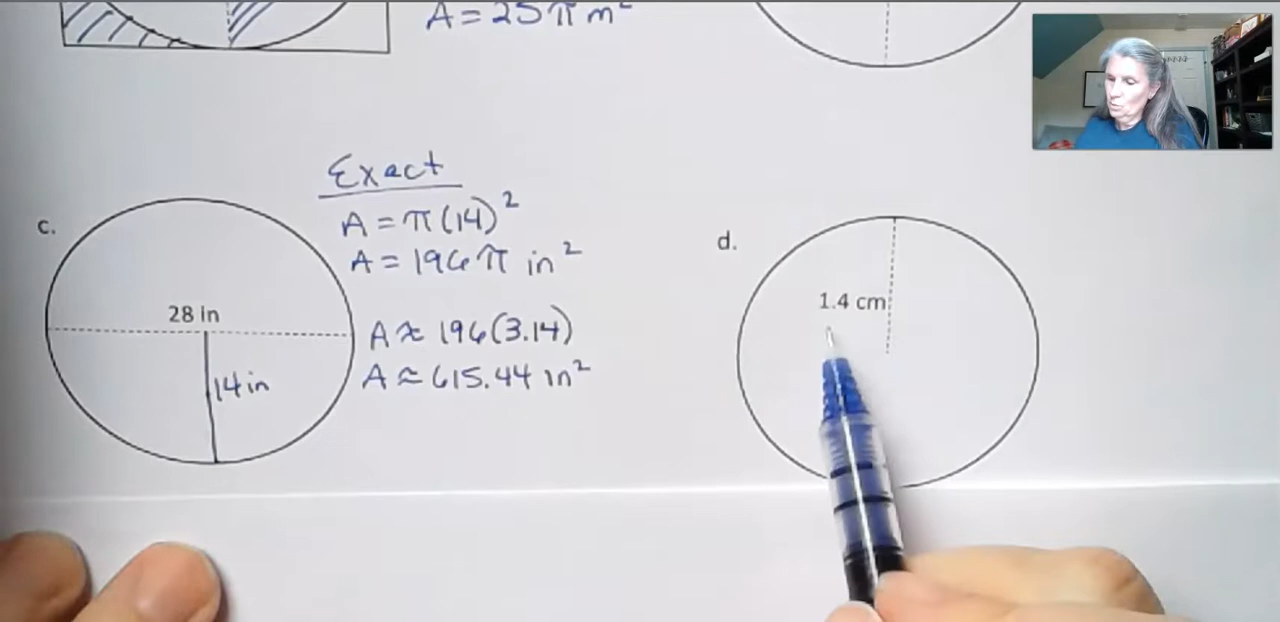 A = 25π m²
c.
28 in
14 in
Exact
A = π(14)²
A = 196π in²
A ≈ 196(3.14)
A ≈ 615.44 in²
d.
1.4 cm